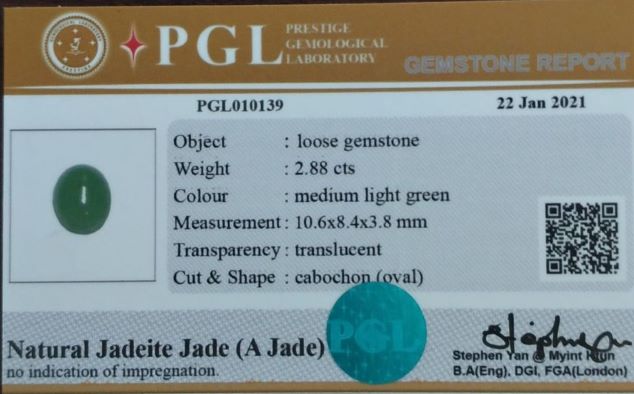 PGL PRESTIGE
GEMOLOGICAL
LABORATORY
GEMSTONE REPORT
PGL010139
22 Jan 2021
Object : loose gemstone
Weight : 2.88 cts
Colour : medium light green
Measurement : 10.6x8.4x3.8 mm
Transparency : translucent
Cut & Shape : cabochon (oval)
PGL
Natural Jadeite Jade (A Jade)
no indication of impregnation.
Stephen Yan @ Myint
B.A(Eng), DGI, FGA(London)